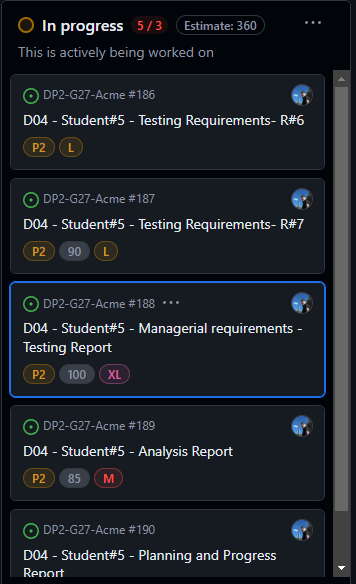 In progress 5 / 3 Estimate: 360 ...
This is actively being worked on
DP2-G27-Acme #186
D04 - Student#5 - Testing Requirements- R#6
P2 L
DP2-G27-Acme #187
D04 - Student#5 - Testing Requirements- R#7
P2 90 L
DP2-G27-Acme #188 ...
D04 - Student#5 - Managerial requirements -
Testing Report
P2 100 XL
DP2-G27-Acme #189
D04 - Student#5 - Analysis Report
P2 85 M
DP2-G27-Acme #190
D04 - Student#5 - Planning and Progress
Report